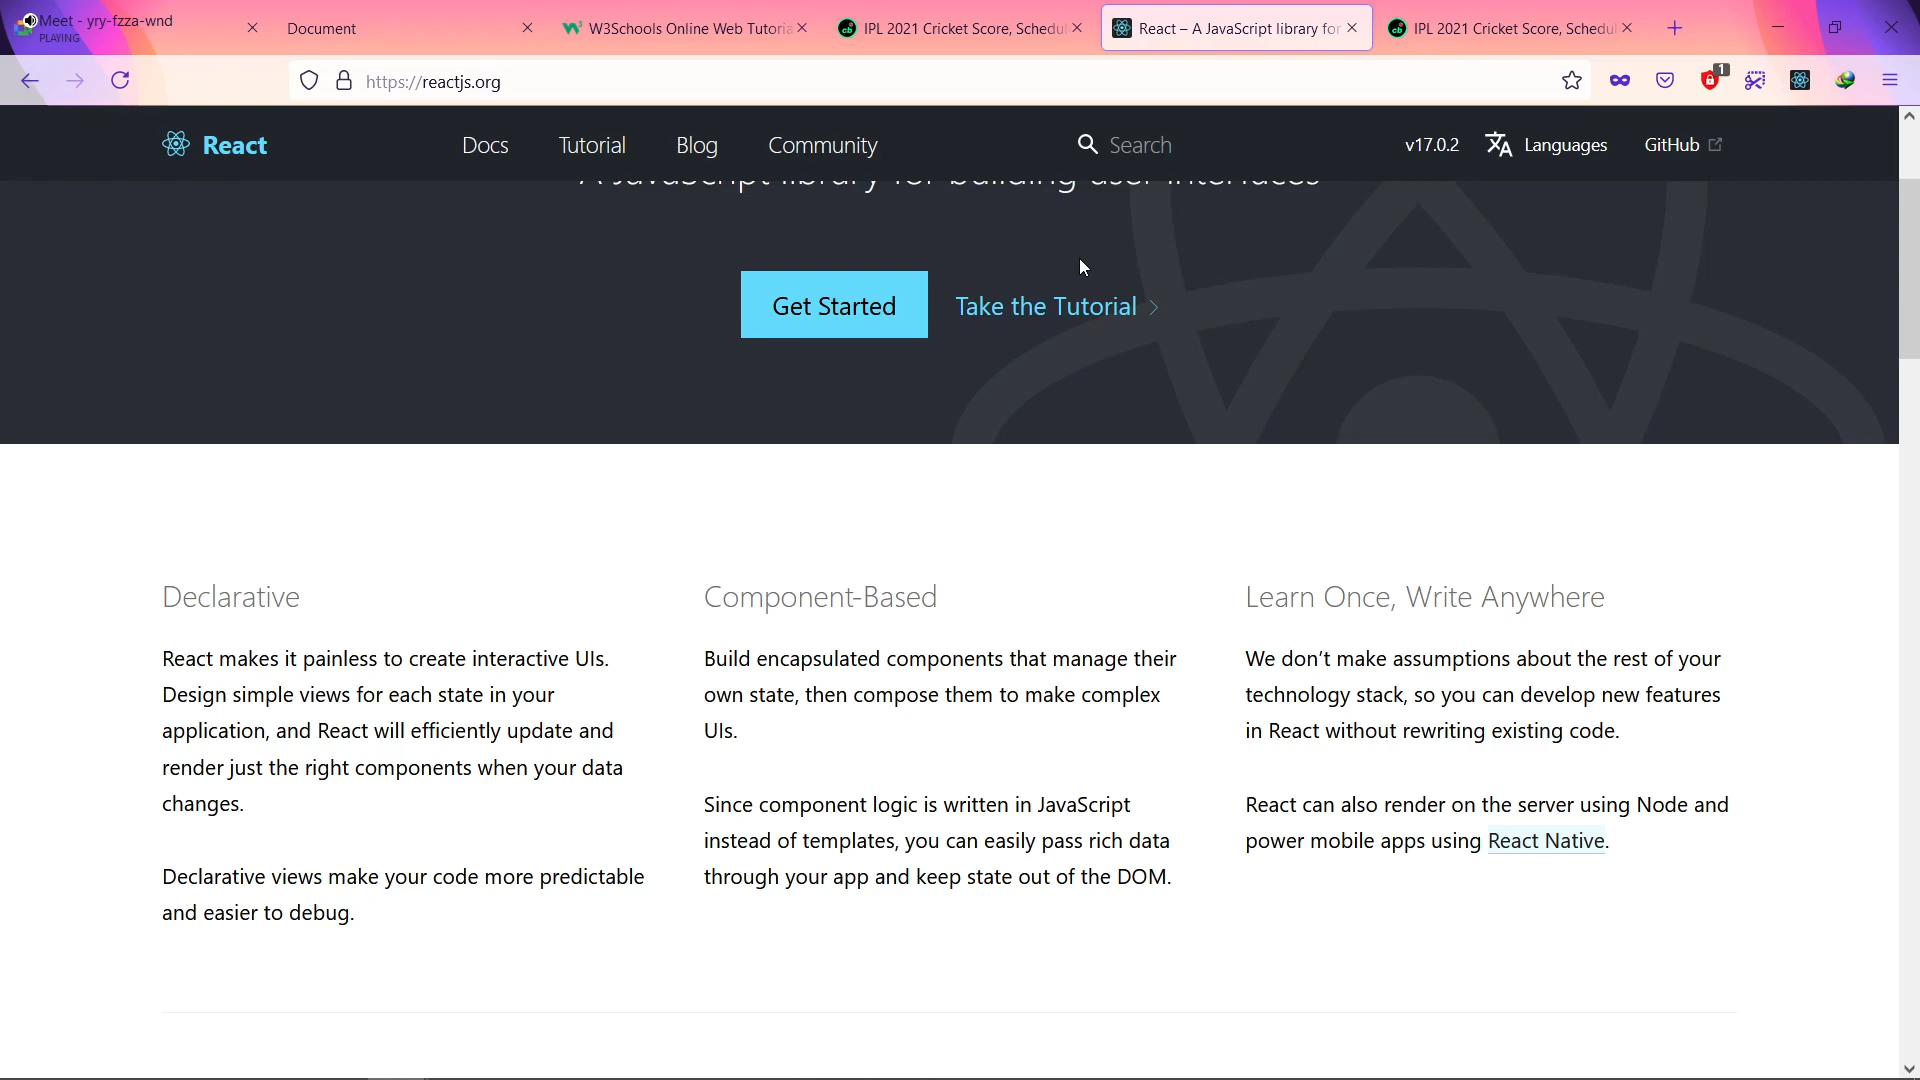 Meet - yry-fzza-wnd
PLAYING
Document
W3Schools Online Web Tutoria
IPL 2021 Cricket Score, Schedul
React – A JavaScript library for
IPL 2021 Cricket Score, Schedul
https://reactjs.org
1
React
Docs
Tutorial
Blog
Community
Search
v17.0.2
Languages
GitHub
A JavaScript library for building user interfaces
Get Started
Take the Tutorial
Declarative
React makes it painless to create interactive UIs.
Design simple views for each state in your
application, and React will efficiently update and
render just the right components when your data
changes.
Declarative views make your code more predictable
and easier to debug.
Component-Based
Build encapsulated components that manage their
own state, then compose them to make complex
UIs.
Since component logic is written in JavaScript
instead of templates, you can easily pass rich data
through your app and keep state out of the DOM.
Learn Once, Write Anywhere
We don’t make assumptions about the rest of your
technology stack, so you can develop new features
in React without rewriting existing code.
React can also render on the server using Node and
power mobile apps using React Native.